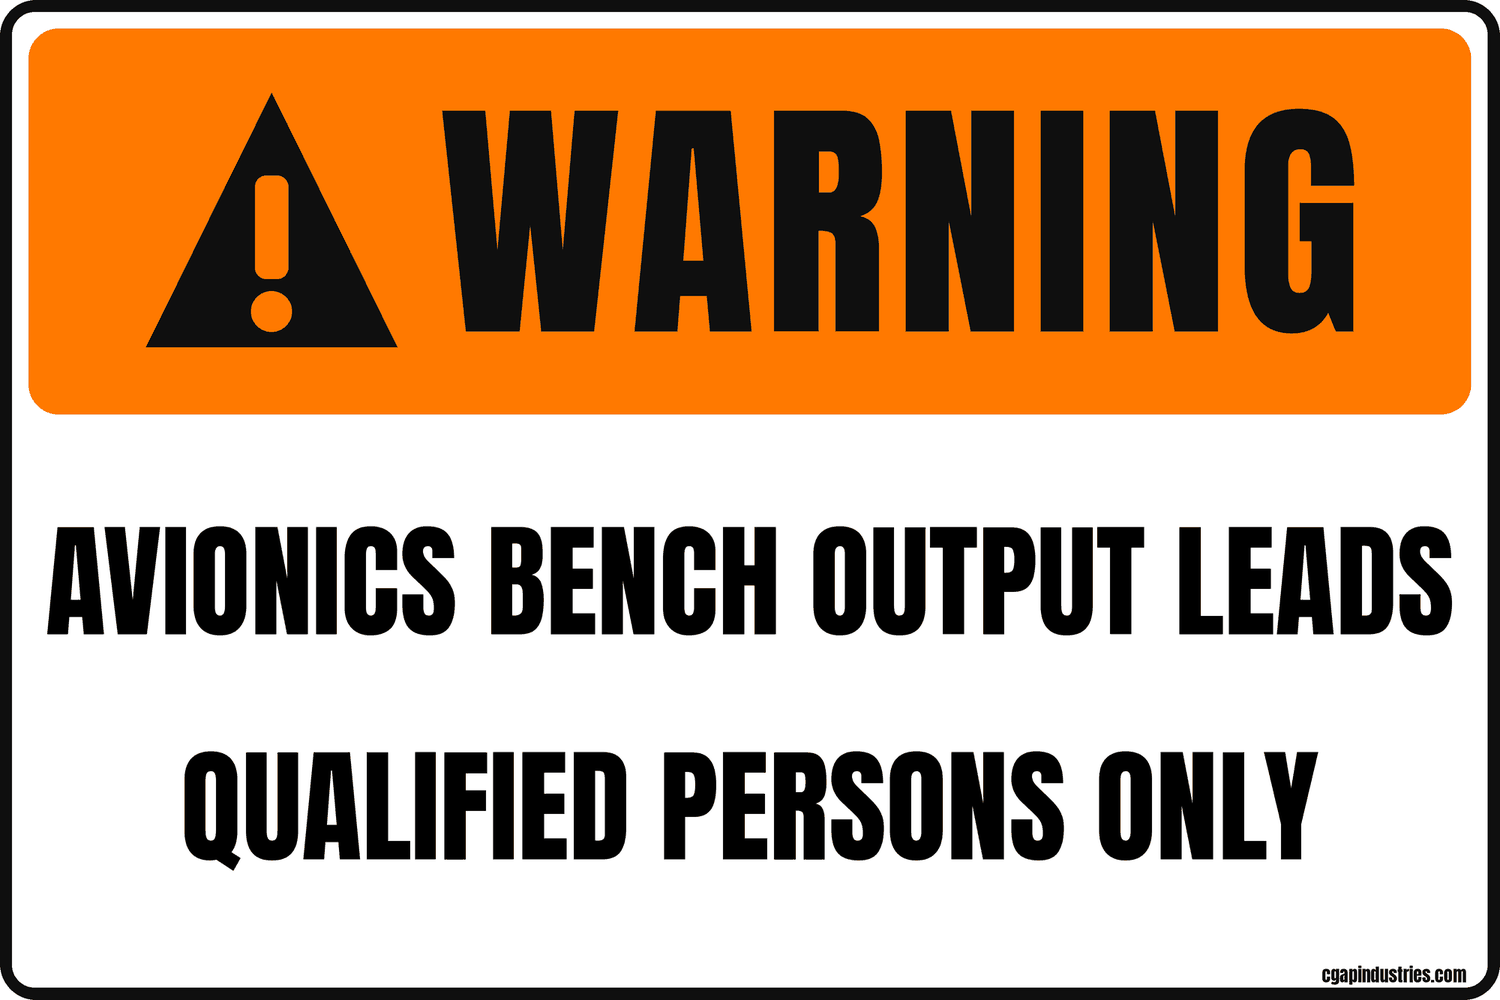 WARNING
AVIONICS BENCH OUTPUT LEADS
QUALIFIED PERSONS ONLY
cgapindustries.com